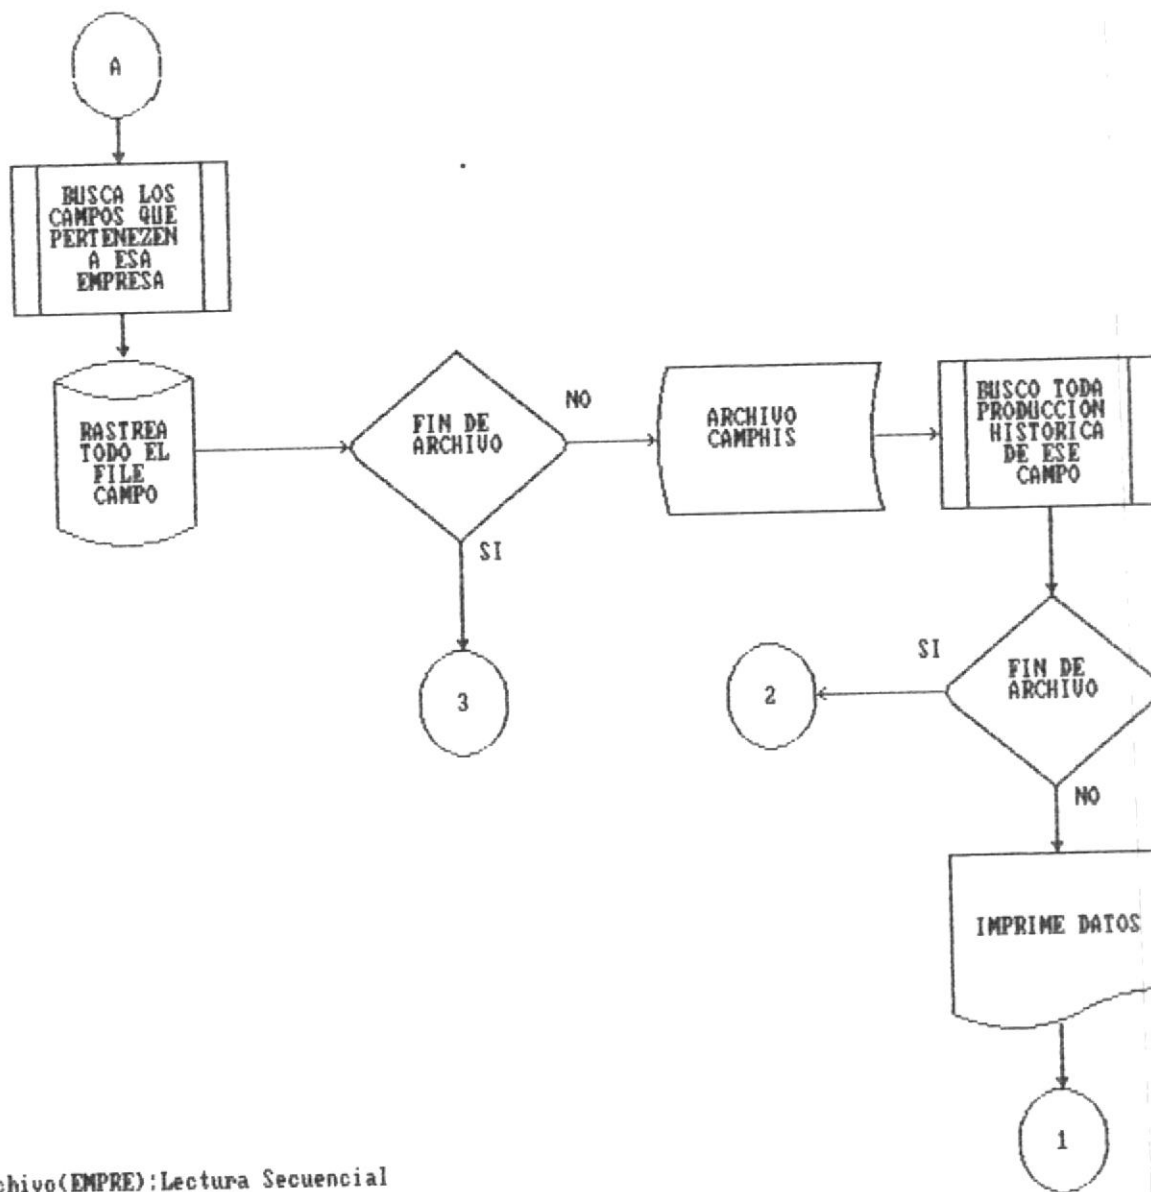 A
BUSCA LOS
CAMPOS QUE
PERTENEZEN
A ESA
EMPRESA
RASTREA
TODO EL
FILE
CAMPO
FIN DE
ARCHIVO
NO
SI
3
ARCHIVO
CAMPHIS
BUSCO TODA
PRODUCCION
HISTORICA
DE ESE
CAMPO
FIN DE
ARCHIVO
SI
2
NO
IMPRIME DATOS
1
chivo(EMPRE):Lectura Secuencial